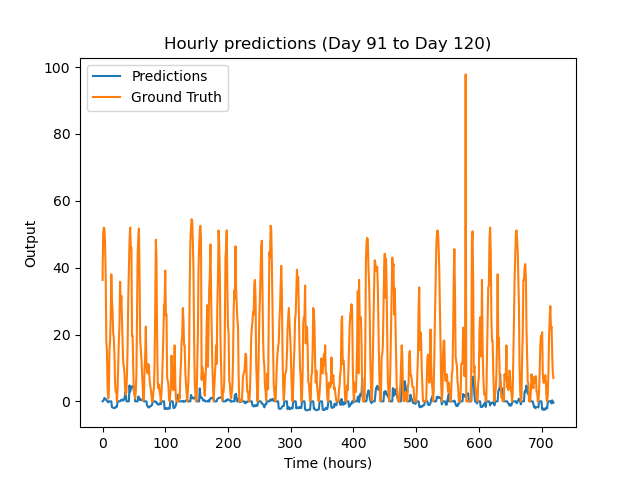 Hourly predictions (Day 91 to Day 120)
Predictions
Ground Truth
100
80
60
40
20
0
Output
0 100 200 300 400 500 600 700
Time (hours)